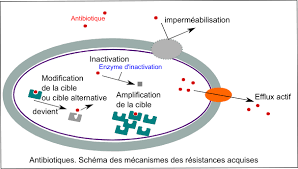 Antibiotique
imperméabilisation
Inactivation
Enzyme d'inactivation
Modification
de la cible
ou cible alternative
devient
Amplification
de la cible
Efflux actif
Antibiotiques. Schéma des mécanismes des résistances acquises